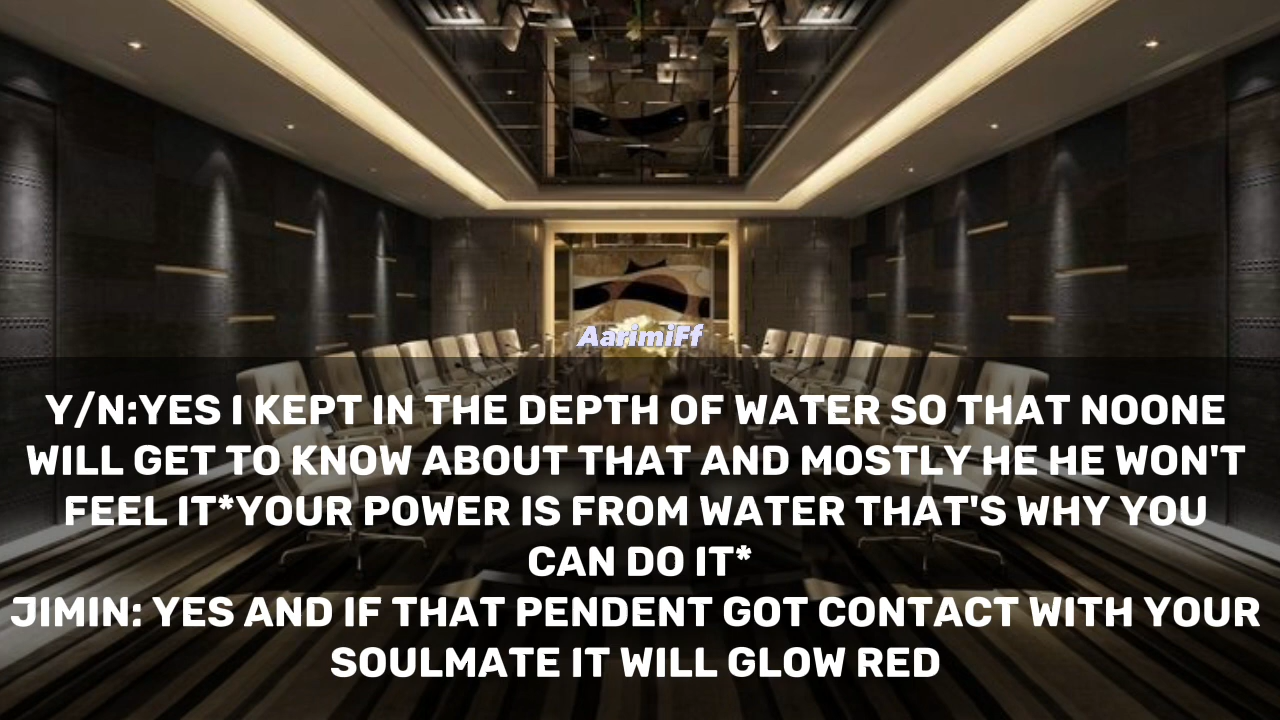 AarimiFf
Y/N:YES I KEPT IN THE DEPTH OF WATER SO THAT NOONE
WILL GET TO KNOW ABOUT THAT AND MOSTLY HE HE WON'T
FEEL IT*YOUR POWER IS FROM WATER THAT'S WHY YOU
CAN DO IT*
JIMIN: YES AND IF THAT PENDENT GOT CONTACT WITH YOUR
SOULMATE IT WILL GLOW RED